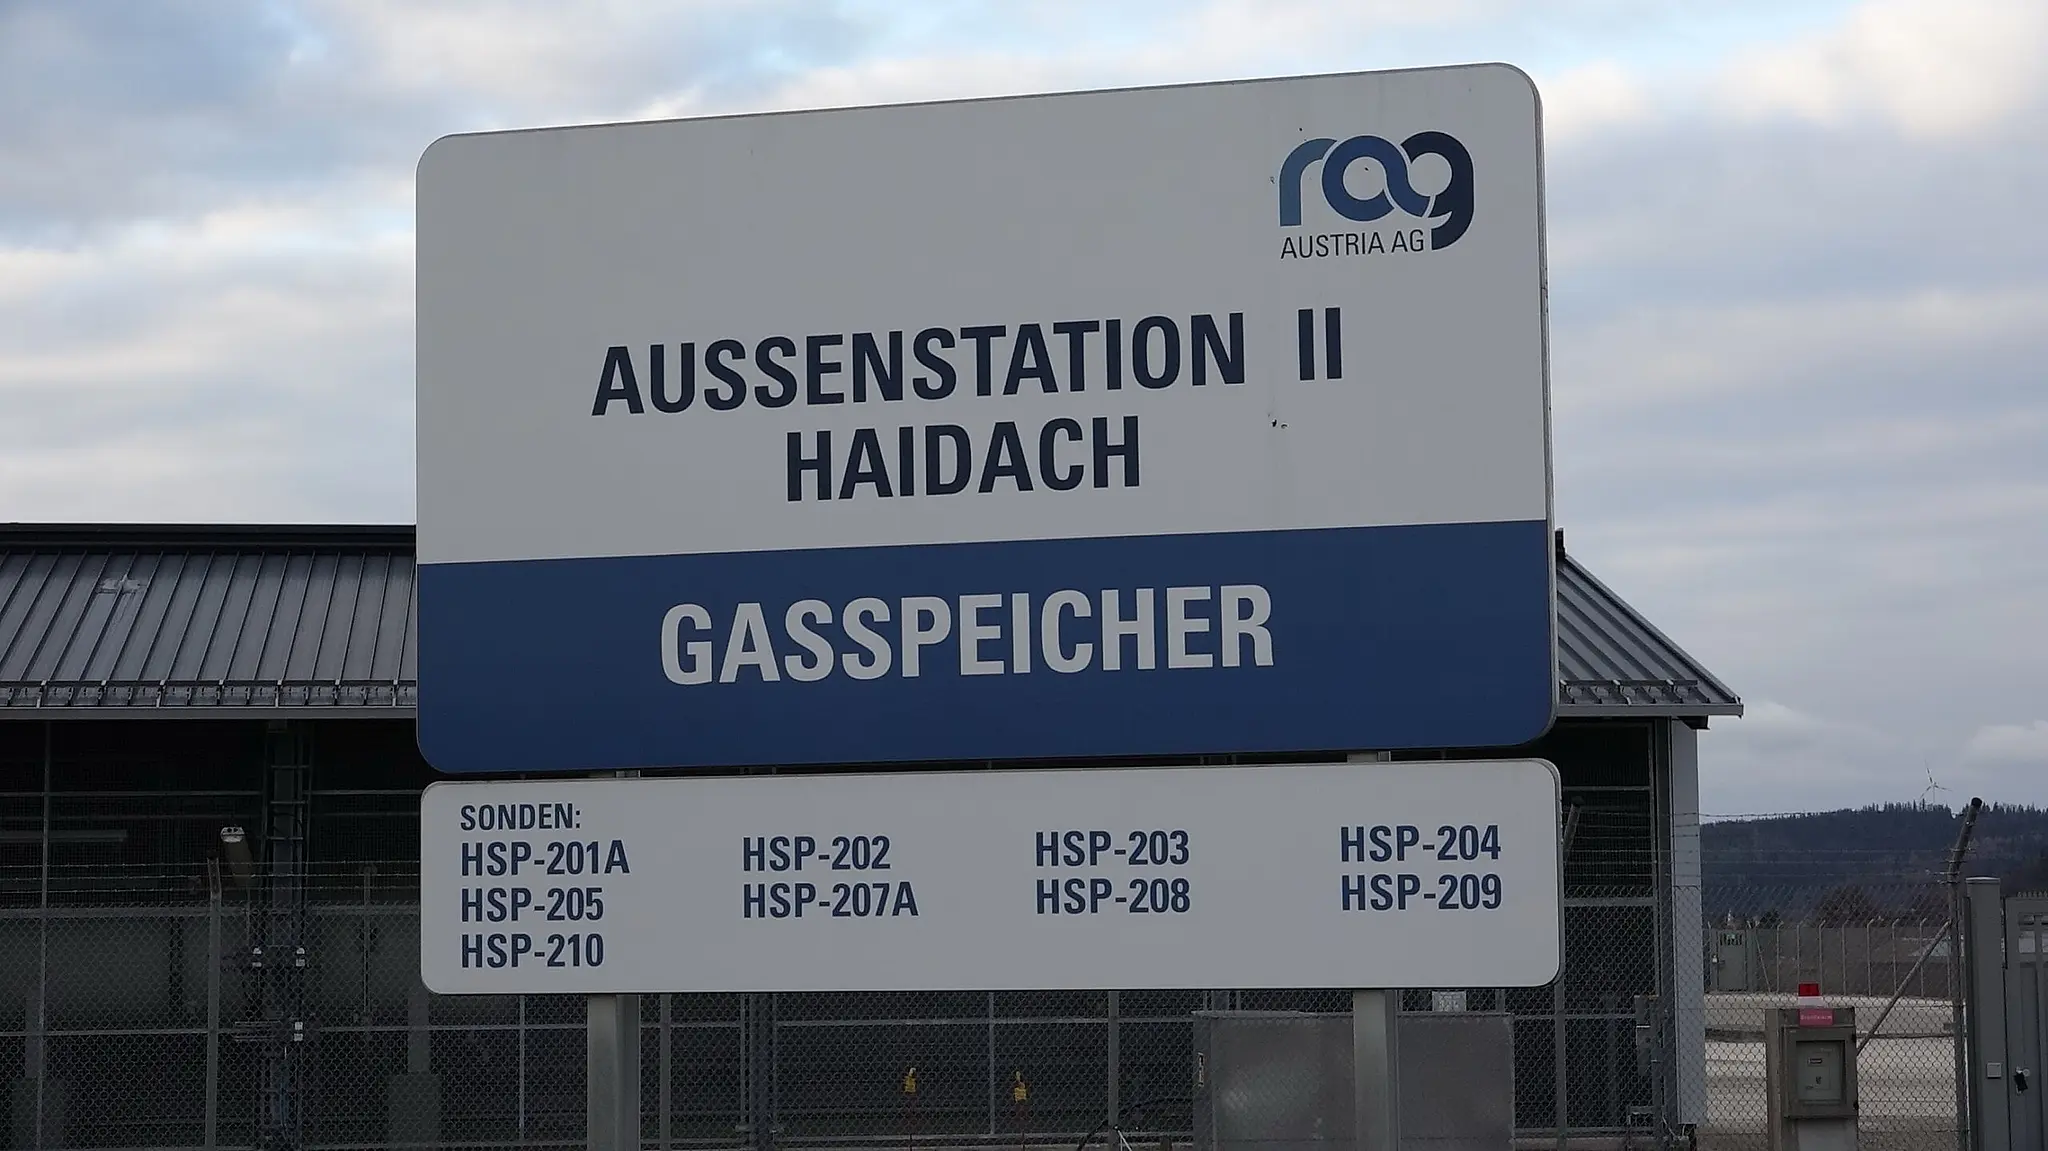 rag
AUSTRIA AG
AUSSENSTATION II
HAIDACH
GASSPEICHER
SONDEN:
HSP-201A HSP-202 HSP-203 HSP-204
HSP-205 HSP-207A HSP-208 HSP-209
HSP-210